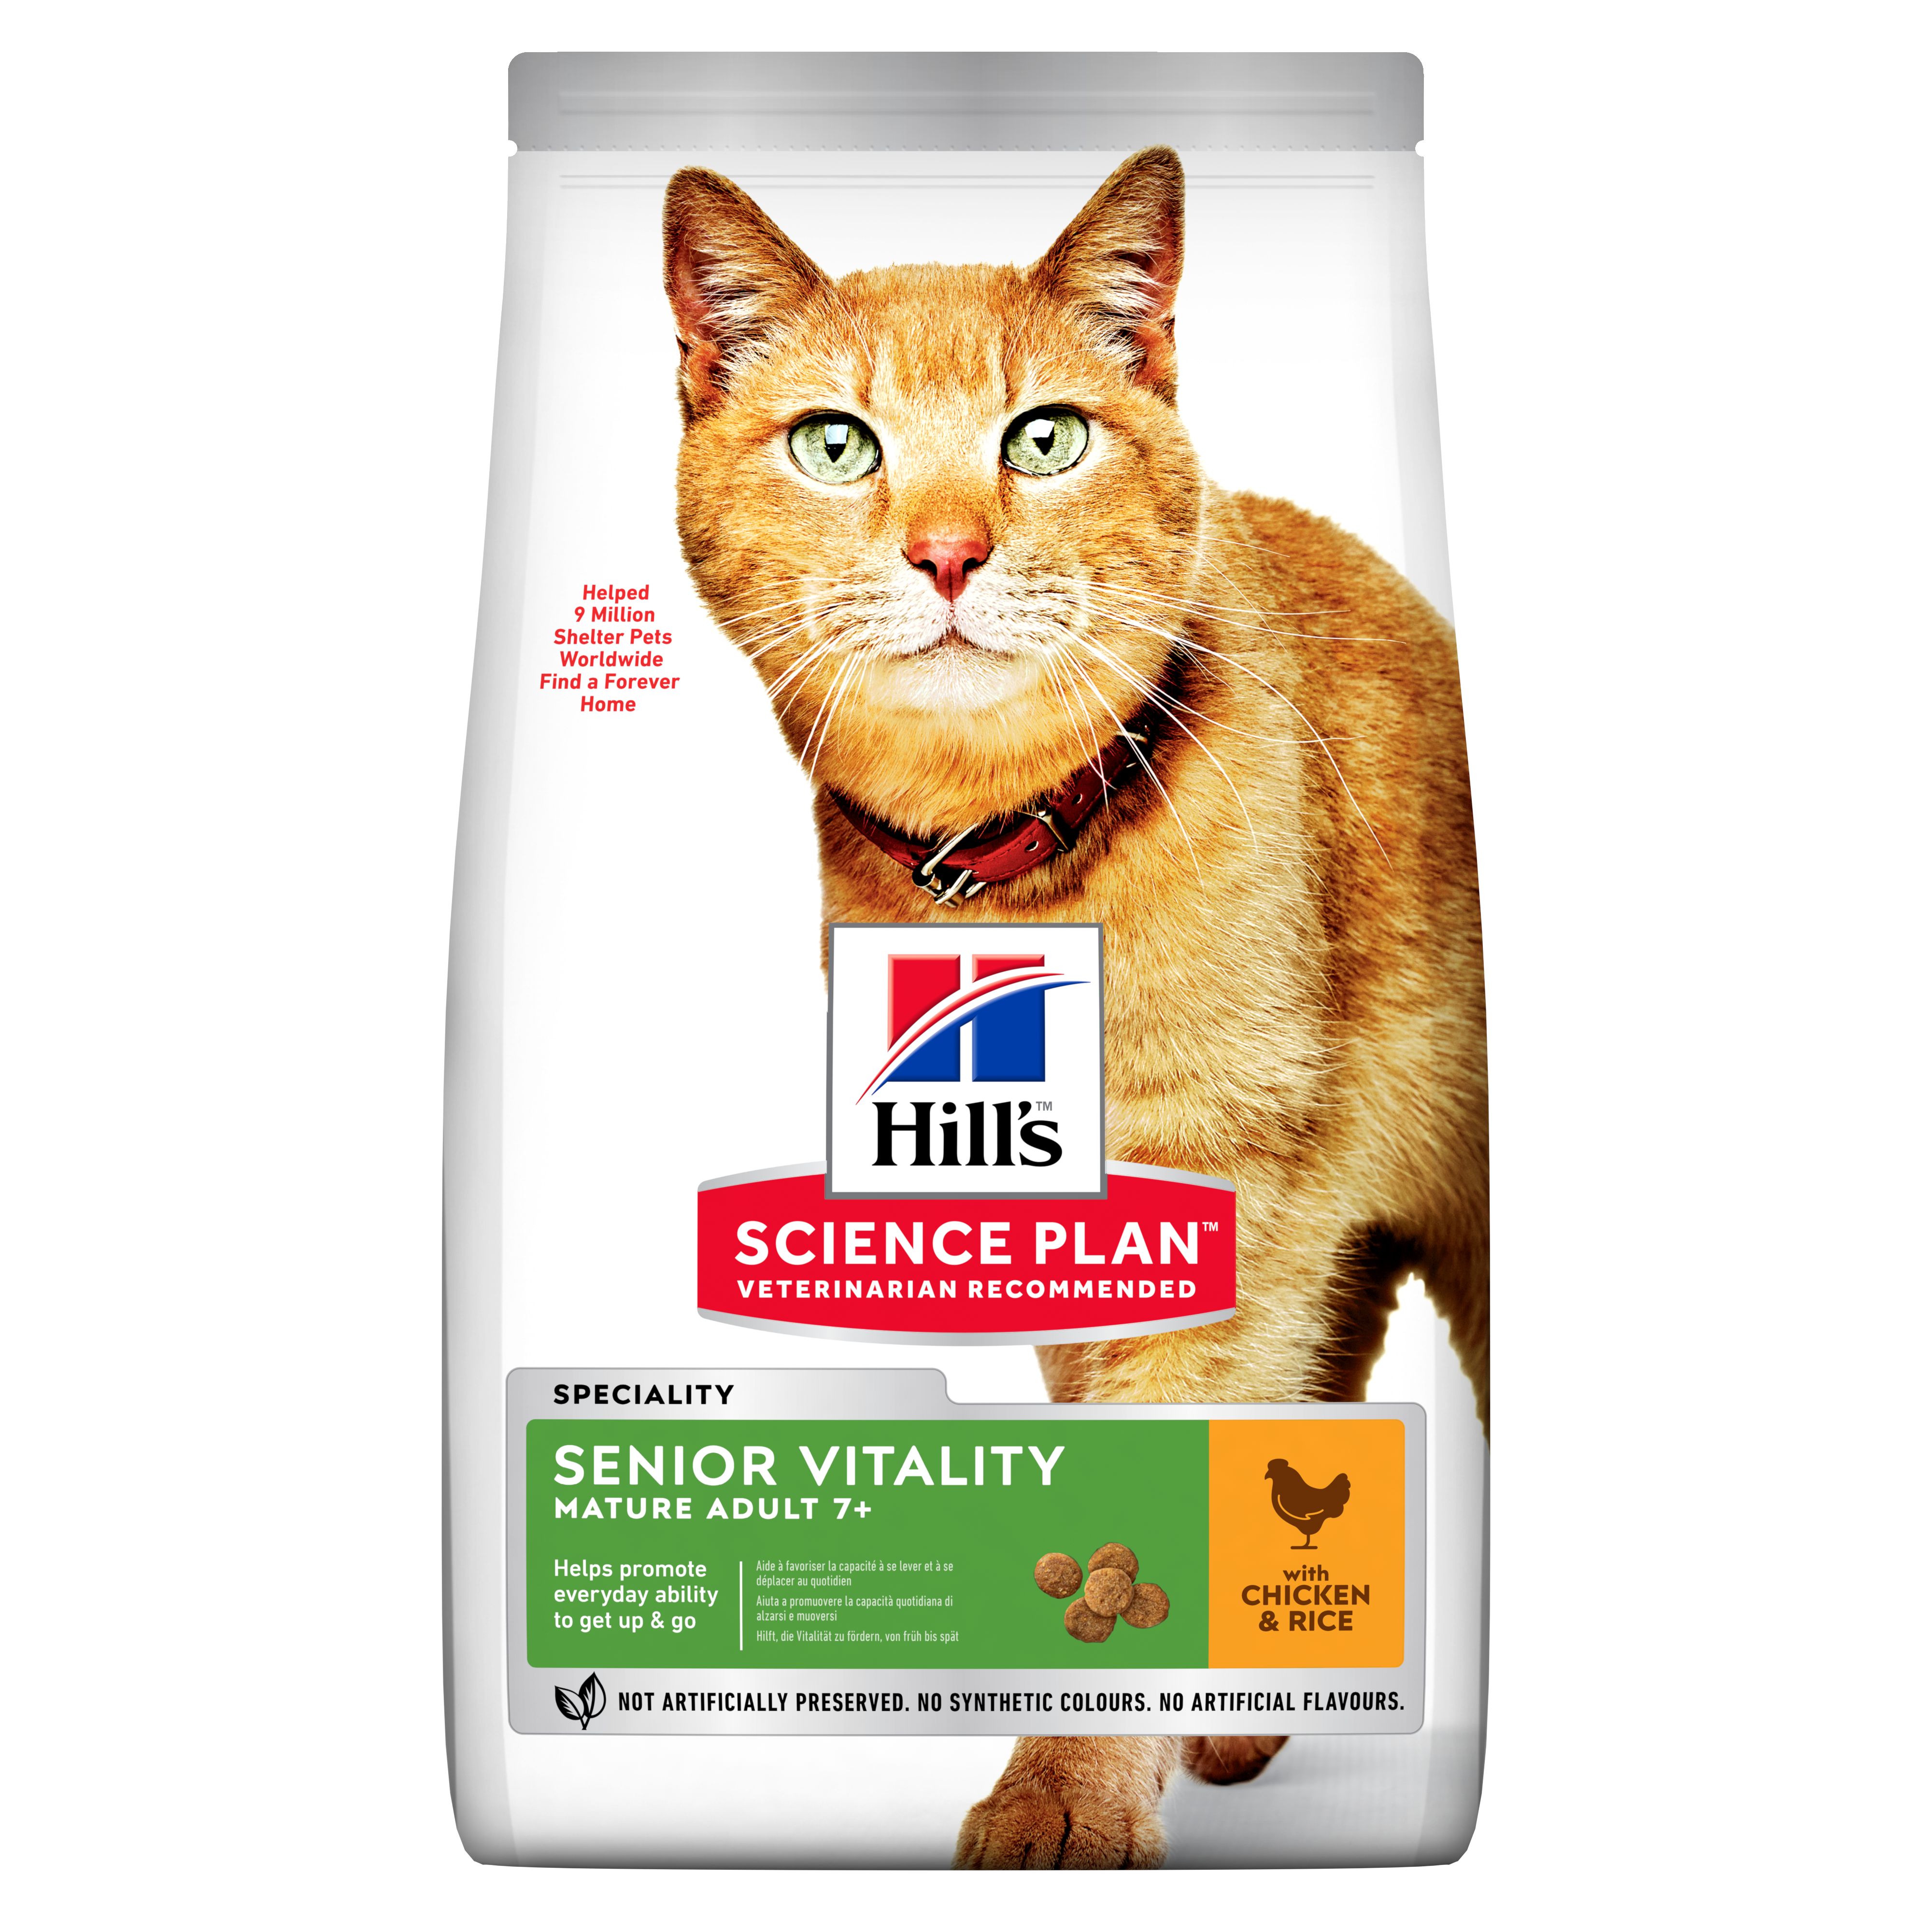 Helped
9 Million
Shelter Pets
Worldwide
Find a Forever
Home
Hill's™
SCIENCE PLAN™
VETERINARIAN RECOMMENDED
SPECIALITY
SENIOR VITALITY
MATURE ADULT 7+
Helps promote
everyday ability
to get up & go
Aide à favoriser la capacité à se lever et à se
déplacer au quotidien
Aiuta a promuovere la capacità quotidiana di
alzarsi e muoversi
Hilft, die Vitalität zu fördern, von früh bis spät
with
CHICKEN
& RICE
NOT ARTIFICIALLY PRESERVED. NO SYNTHETIC COLOURS. NO ARTIFICIAL FLAVOURS.